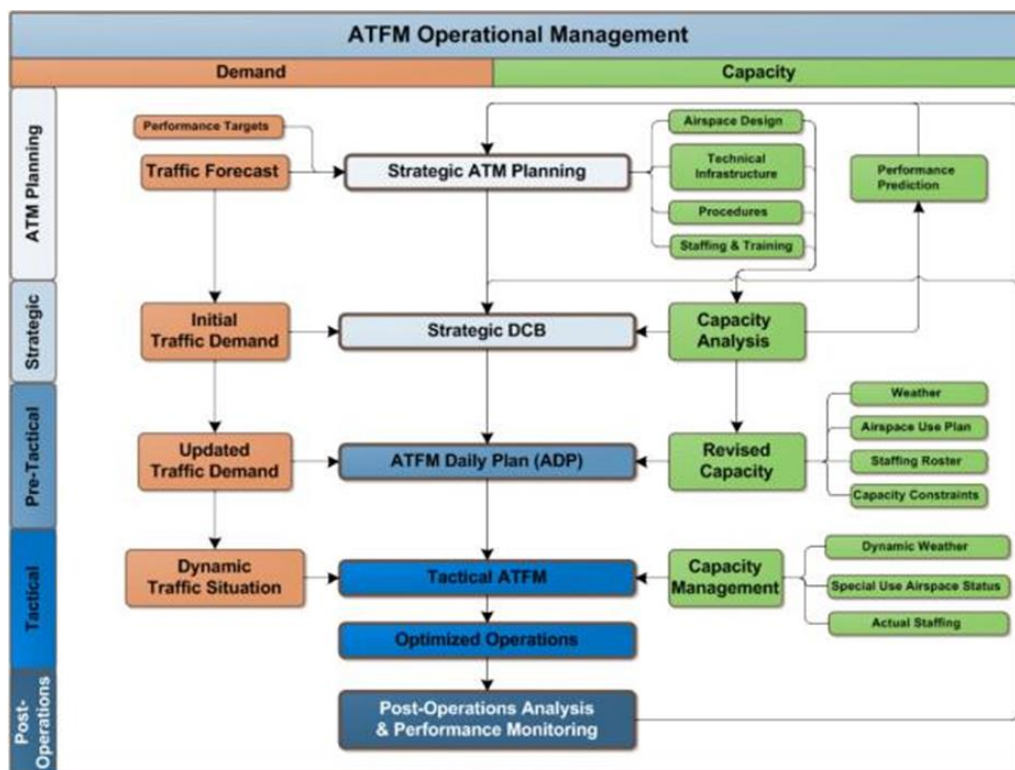 ATFM Operational Management
Demand
Capacity
ATM Planning
Performance Targets
Traffic Forecast
Strategic ATM Planning
Airspace Design
Technical
Infrastructure
Procedures
Staffing & Training
Performance
Prediction
Strategic
Initial
Traffic Demand
Strategic DCB
Capacity
Analysis
Pre-Tactical
Updated
Traffic Demand
ATFM Daily Plan (ADP)
Revised
Capacity
Weather
Airspace Use Plan
Staffing Roster
Capacity Constraints
Tactical
Dynamic
Traffic Situation
Tactical ATFM
Capacity
Management
Dynamic Weather
Special Use Airspace Status
Actual Staffing
Optimized Operations
Post-
Operations
Post-Operations Analysis
& Performance Monitoring